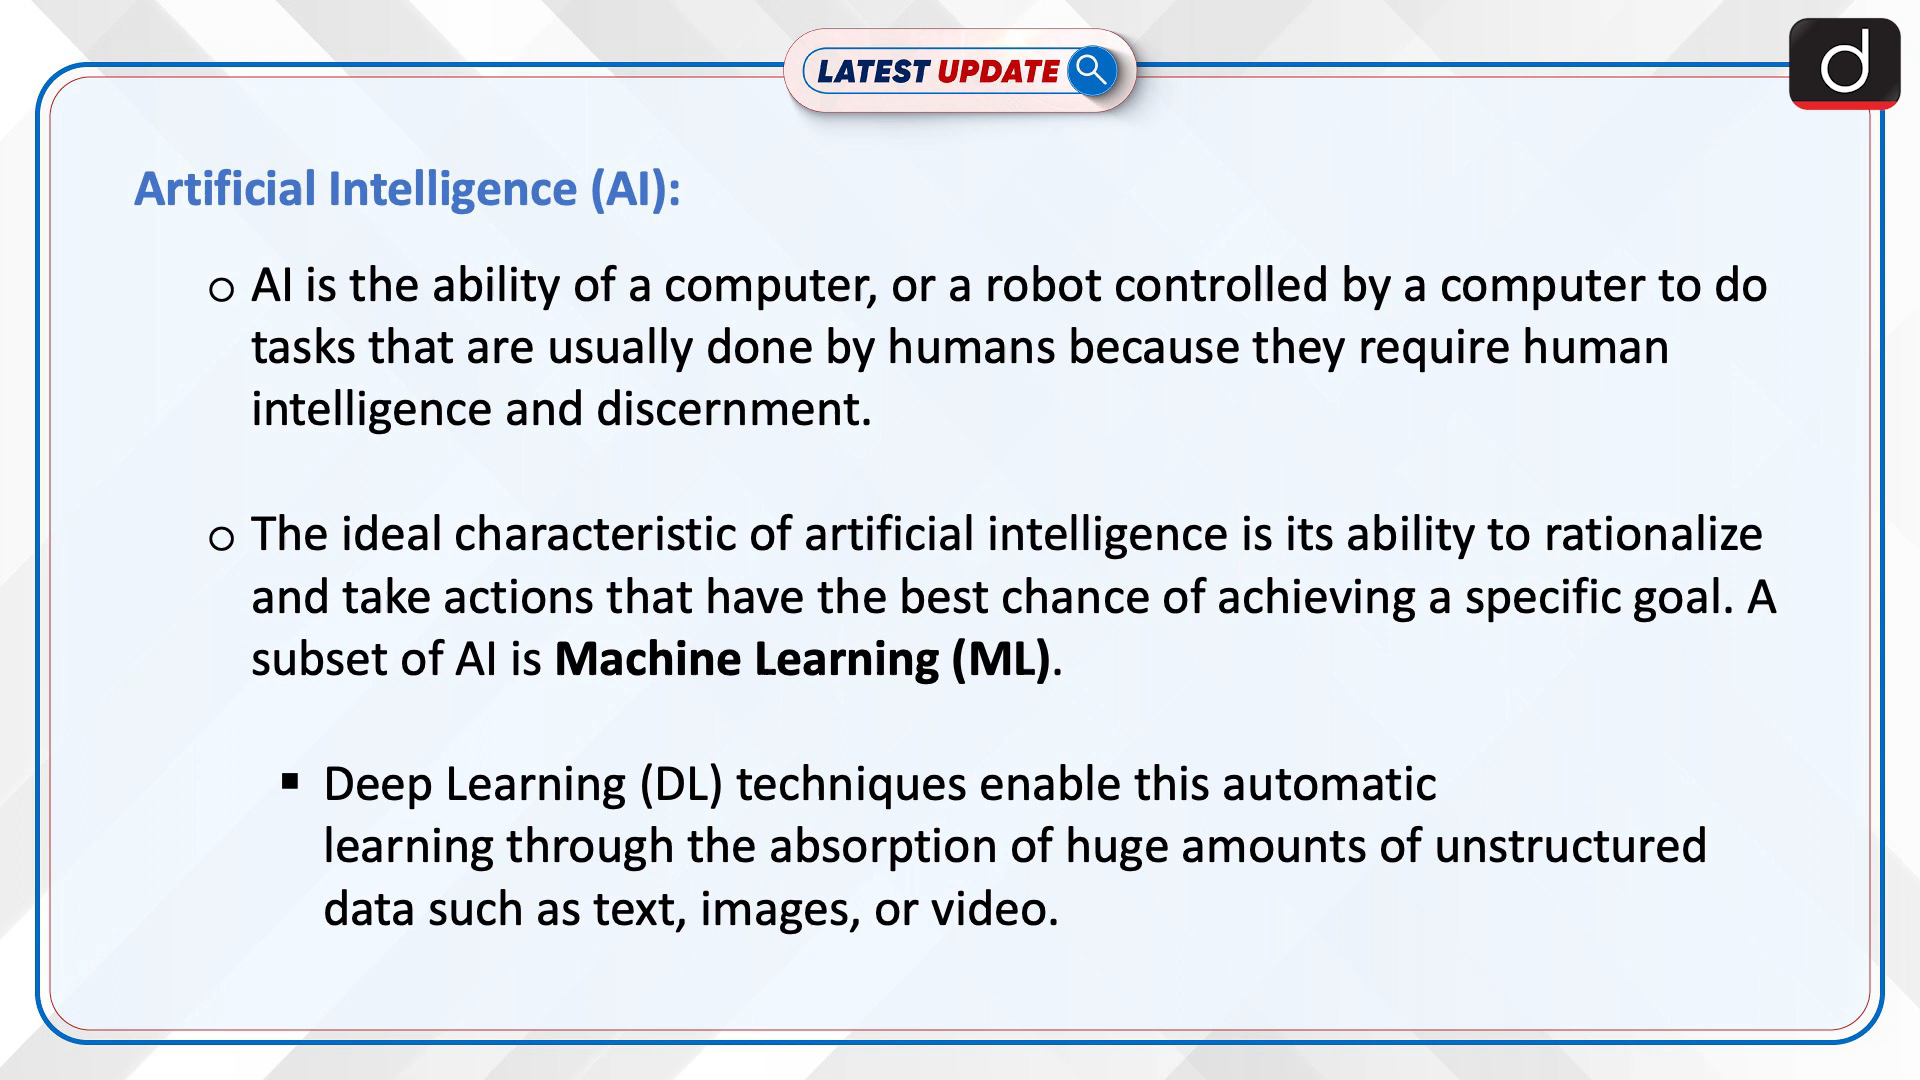 LATEST UPDATE
d
Artificial Intelligence (AI):
o AI is the ability of a computer, or a robot controlled by a computer to do
tasks that are usually done by humans because they require human
intelligence and discernment.
o The ideal characteristic of artificial intelligence is its ability to rationalize
and take actions that have the best chance of achieving a specific goal. A
subset of AI is Machine Learning (ML).
▪ Deep Learning (DL) techniques enable this automatic
learning through the absorption of huge amounts of unstructured
data such as text, images, or video.